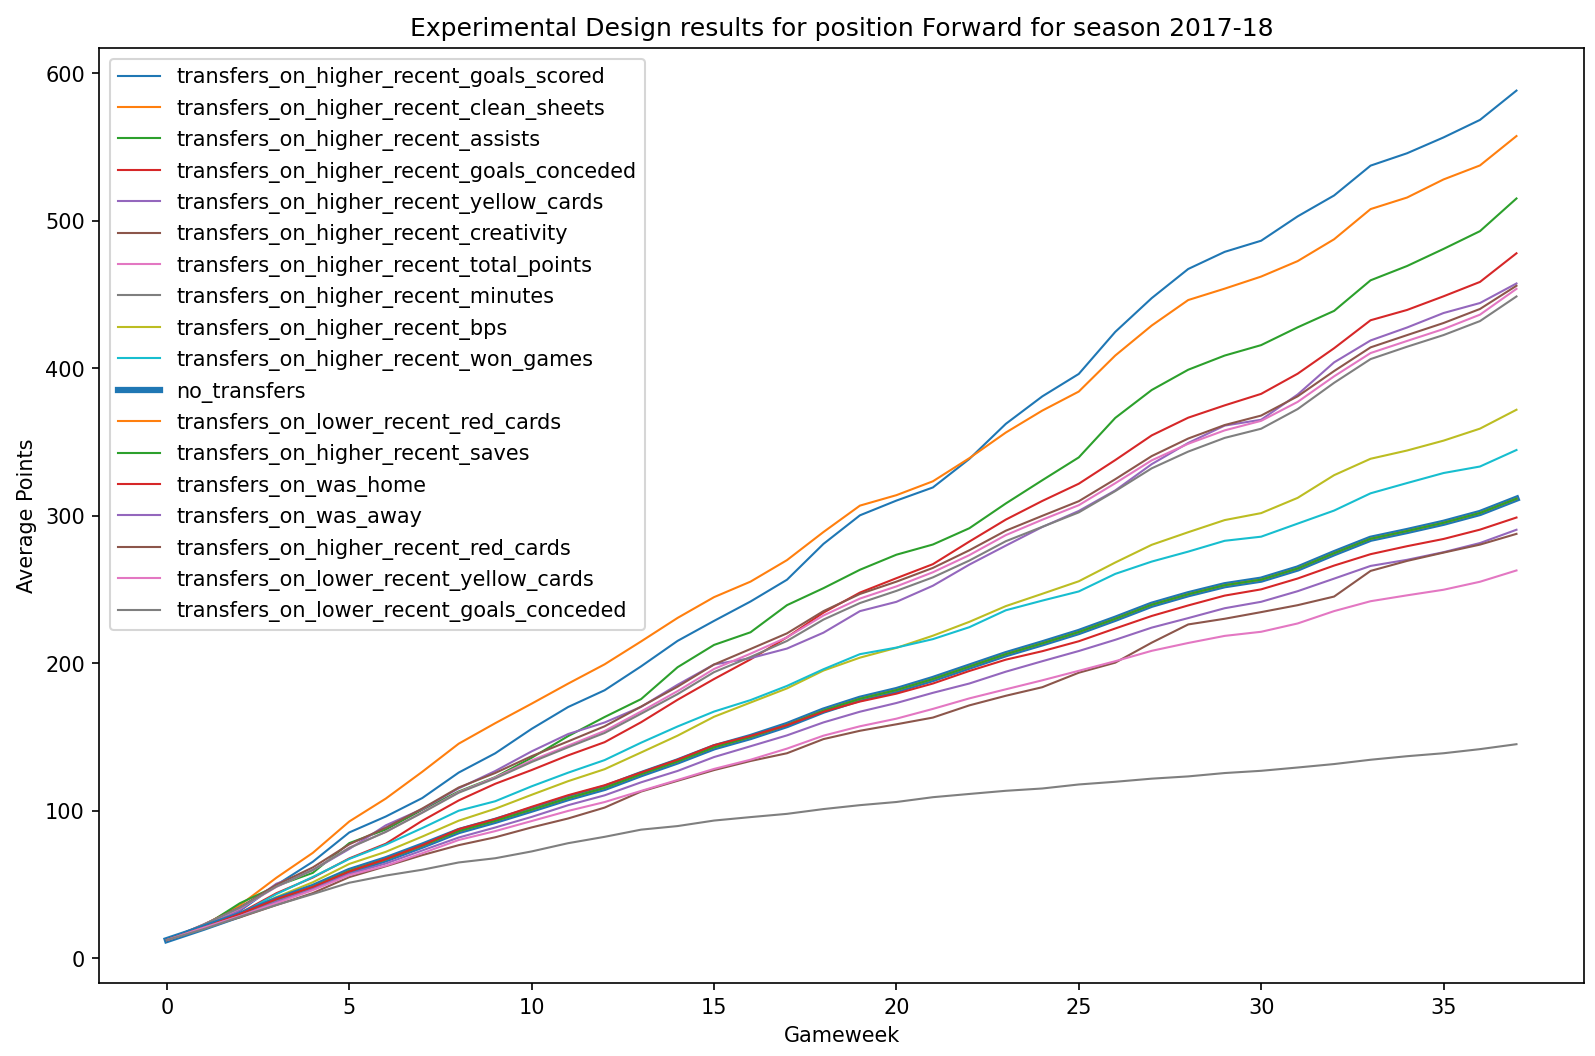 Experimental Design results for position Forward for season 2017-18
600
500
400
300
200
100
0
Average Points
transfers_on_higher_recent_goals_scored
transfers_on_higher_recent_clean_sheets
transfers_on_higher_recent_assists
transfers_on_higher_recent_goals_conceded
transfers_on_higher_recent_yellow_cards
transfers_on_higher_recent_creativity
transfers_on_higher_recent_total_points
transfers_on_higher_recent_minutes
transfers_on_higher_recent_bps
transfers_on_higher_recent_won_games
no_transfers
transfers_on_lower_recent_red_cards
transfers_on_higher_recent_saves
transfers_on_was_home
transfers_on_was_away
transfers_on_higher_recent_red_cards
transfers_on_lower_recent_yellow_cards
transfers_on_lower_recent_goals_conceded
0 5 10 15 20 25 30 35
Gameweek